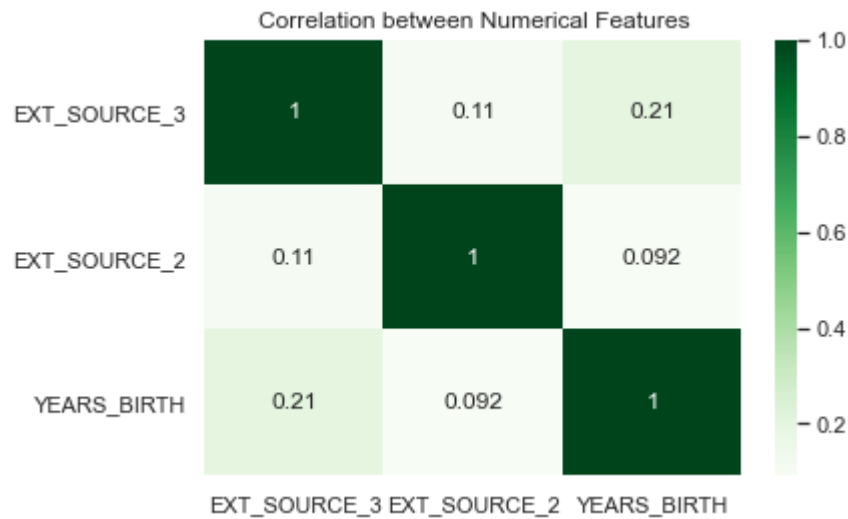 Correlation between Numerical Features
1.0
EXT_SOURCE_3 1 0.11 0.21
0.8
0.6
EXT_SOURCE_2 0.11 1 0.092
0.4
YEARS_BIRTH 0.21 0.092 1
0.2
EXT_SOURCE_3 EXT_SOURCE_2 YEARS_BIRTH